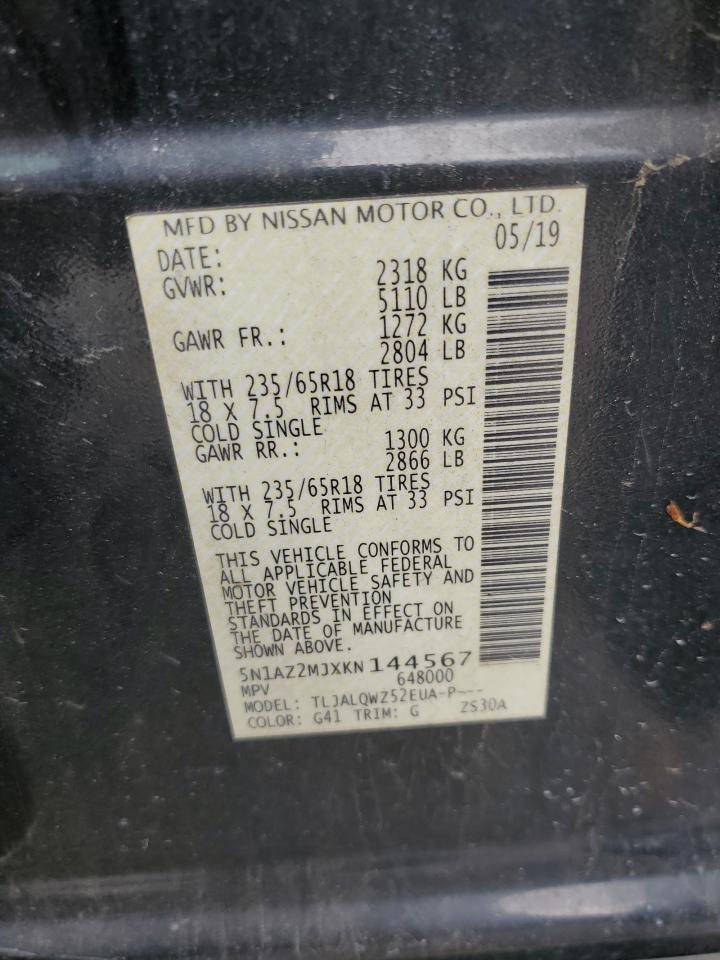 MFD BY NISSAN MOTOR CO., LTD.
DATE: 05/19
GVWR: 2318 KG
5110 LB
GAWR FR.: 1272 KG
2804 LB
WITH 235/65R18 TIRES
18 X 7.5 RIMS AT 33 PSI
COLD SINGLE
GAWR RR.: 1300 KG
2866 LB
WITH 235/65R18 TIRES
18 X 7.5 RIMS AT 33 PSI
COLD SINGLE
THIS VEHICLE CONFORMS TO
ALL APPLICABLE FEDERAL
MOTOR VEHICLE SAFETY AND
THEFT PREVENTION
STANDARDS IN EFFECT ON
THE DATE OF MANUFACTURE
SHOWN ABOVE.
5N1AZ2MJXKN144567
MPV 648000
MODEL: TLJALQWZ52EUA-P---
COLOR: G41 TRIM: G ZS30A